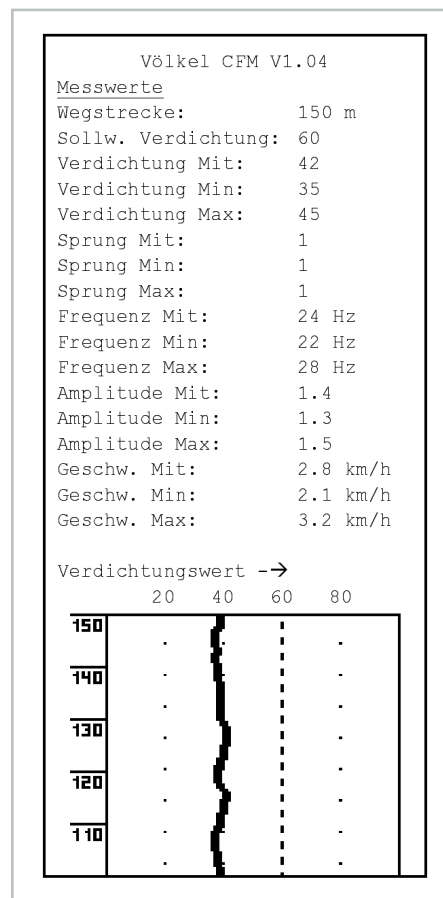 Völkel CFM V1.04
Messwerte
Wegstrecke: 150 m
Sollw. Verdichtung: 60
Verdichtung Mit: 42
Verdichtung Min: 35
Verdichtung Max: 45
Sprung Mit: 1
Sprung Min: 1
Sprung Max: 1
Frequenz Mit: 24 Hz
Frequenz Min: 22 Hz
Frequenz Max: 28 Hz
Amplitude Mit: 1.4
Amplitude Min: 1.3
Amplitude Max: 1.5
Geschw. Mit: 2.8 km/h
Geschw. Min: 2.1 km/h
Geschw. Max: 3.2 km/h
Verdichtungswert -→
20 40 60 80
150
140
130
120
110